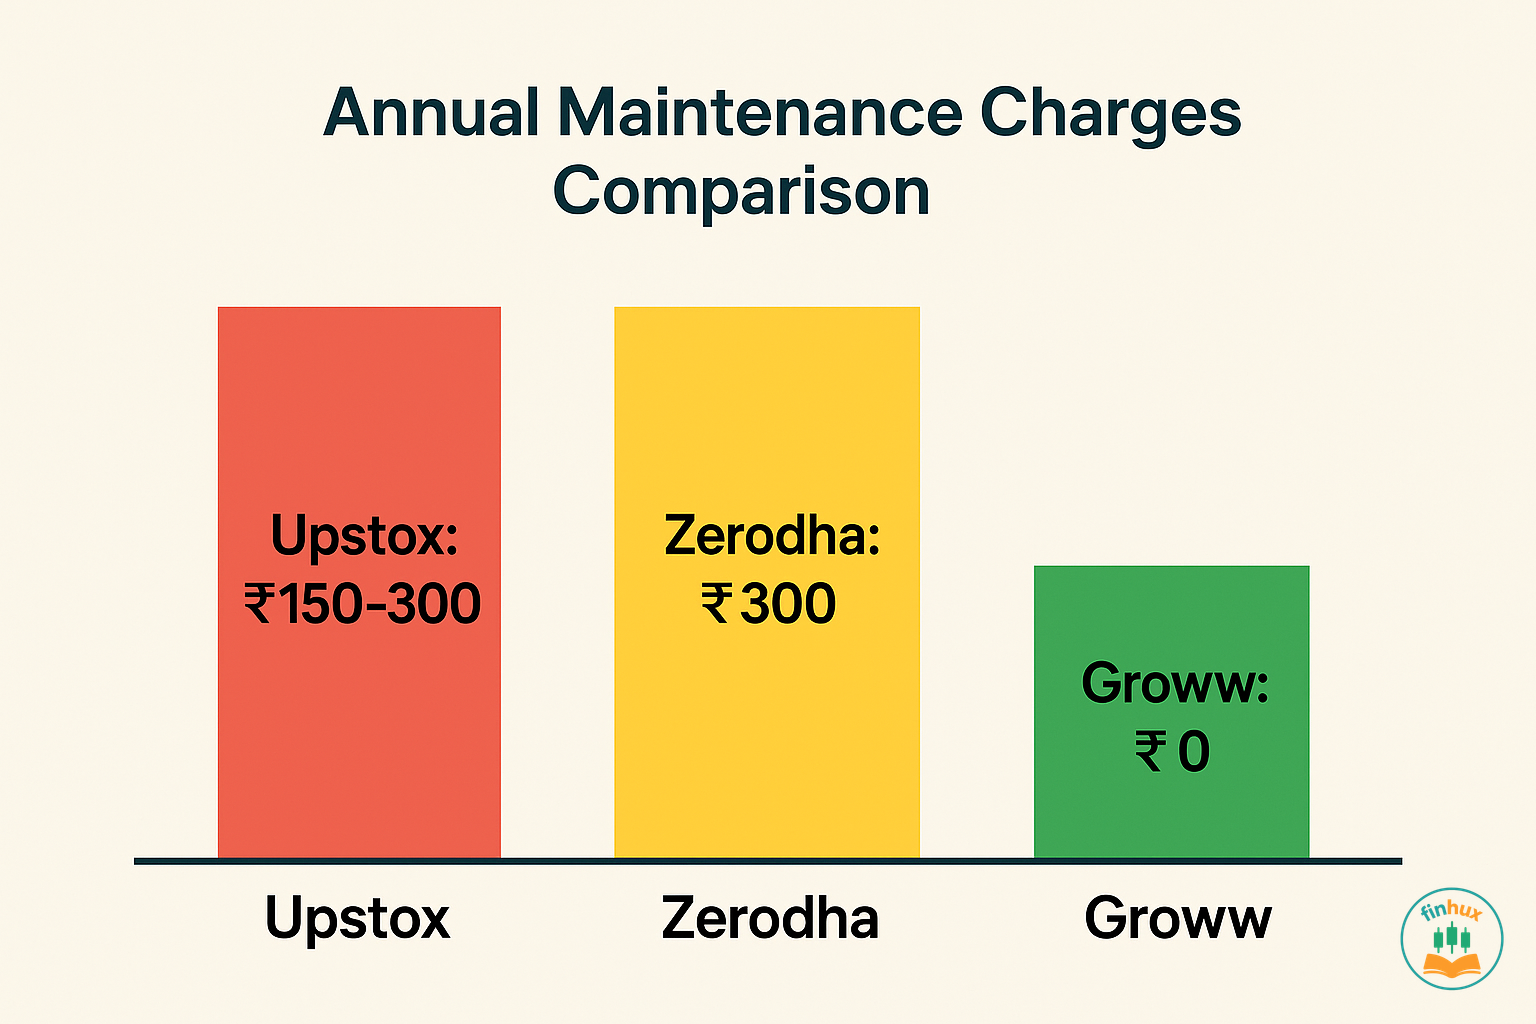 Annual Maintenance Charges
Comparison
Upstox:
₹150-300
Zerodha:
₹ 300
Groww:
₹ 0
Upstox
Zerodha
Groww
finhux